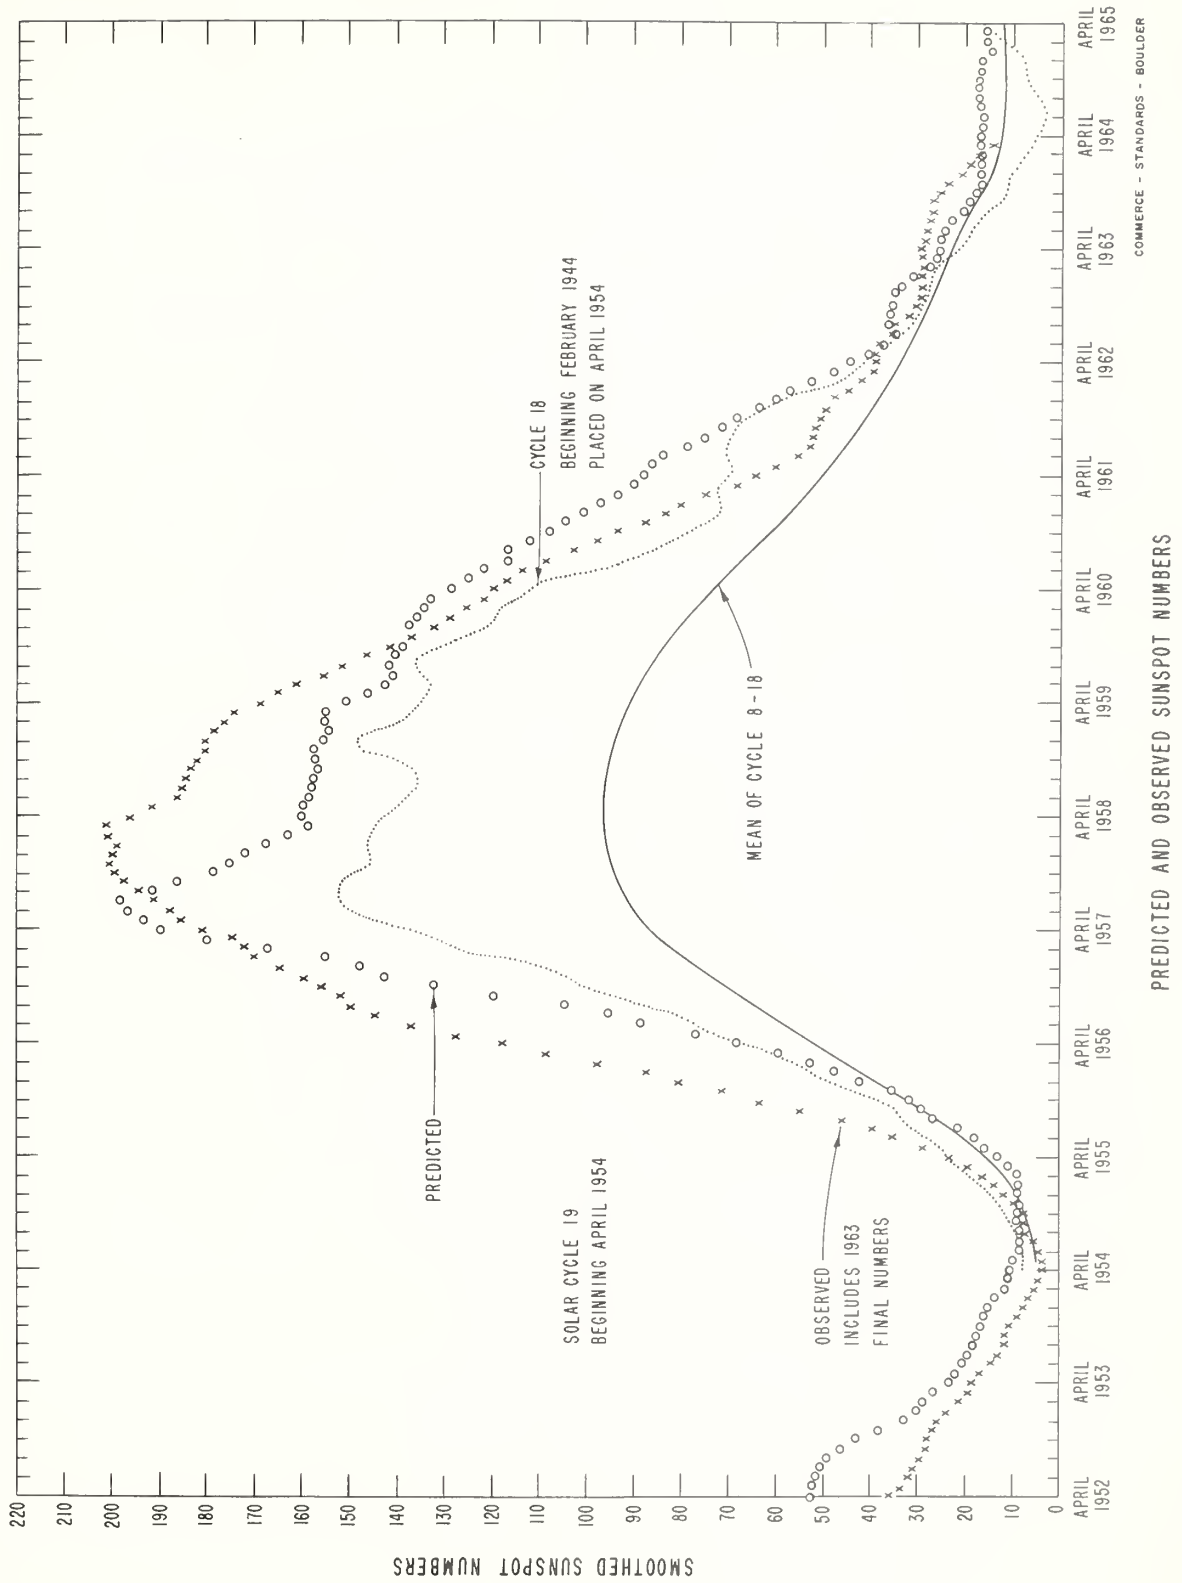 SMOOTHED SUNSPOT NUMBERS
220
210
200
190
180
170
160
150
140
130
120
110
100
90
80
70
60
50
40
30
20
10
0
APRIL 1952
APRIL 1953
APRIL 1954
APRIL 1955
APRIL 1956
APRIL 1957
APRIL 1958
APRIL 1959
APRIL 1960
APRIL 1961
APRIL 1962
APRIL 1963
APRIL 1964
APRIL 1965
SOLAR CYCLE 19
BEGINNING APRIL 1954
PREDICTED
OBSERVED
INCLUDES 1963
FINAL NUMBERS
MEAN OF CYCLE 8-18
CYCLE 18
BEGINNING FEBRUARY 1944
PLACED ON APRIL 1954
COMMERCE - STANDARDS - BOULDER
PREDICTED AND OBSERVED SUNSPOT NUMBERS